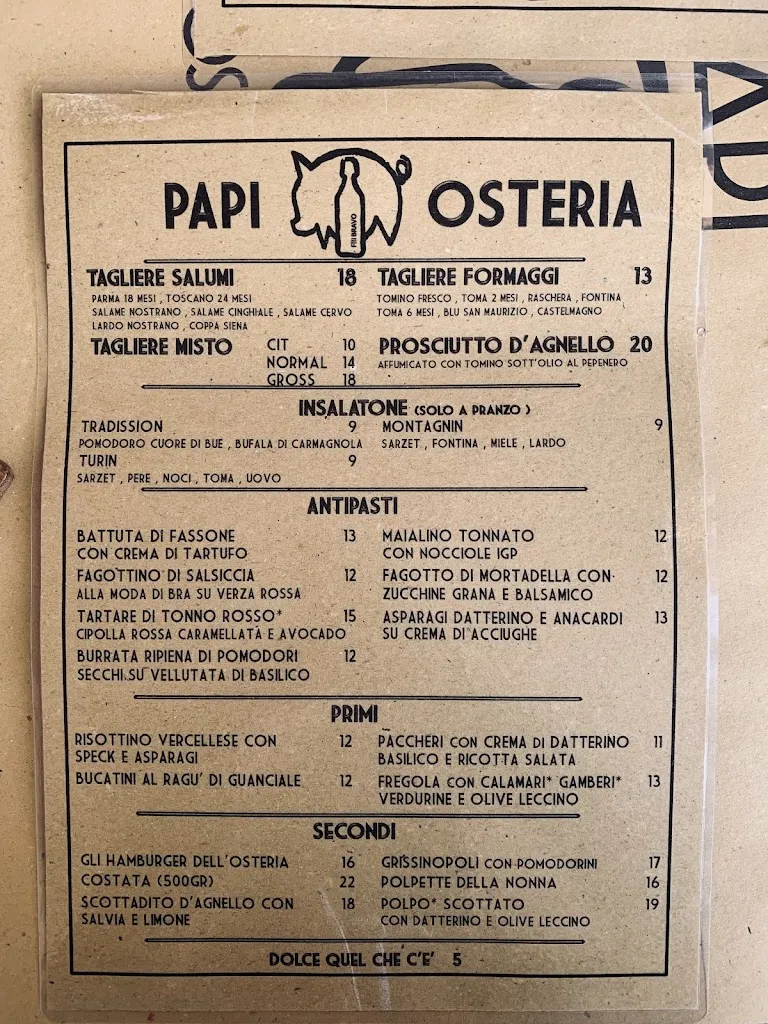 PAPI OSTERIA
F.lli BRAVO
TAGLIERE SALUMI 18
PARMA 18 MESI , TOSCANO 24 MESI
SALAME NOSTRANO , SALAME CINGHIALE , SALAME CERVO
LARDO NOSTRANO , COPPA SIENA
TAGLIERE FORMAGGI 13
TOMINO FRESCO , TOMA 2 MESI , RASCHERA , FONTINA
TOMA 6 MESI , BLU SAN MAURIZIO , CASTELMAGNO
TAGLIERE MISTO CIT 10
NORMAL 14
GROSS 18
PROSCIUTTO D'AGNELLO 20
AFFUMICATO CON TOMINO SOTT'OLIO AL PEPENERO
INSALATONE (SOLO A PRANZO )
TRADISSION 9
POMODORO CUORE DI BUE , BUFALA DI CARMAGNOLA
MONTAGNIN 9
SARZET , FONTINA , MIELE , LARDO
TURIN 9
SARZET , PERE , NOCI , TOMA , UOVO
ANTIPASTI
BATTUTA DI FASSONE 13
CON CREMA DI TARTUFO
MAIALINO TONNATO 12
CON NOCCIOLE IGP
FAGOTTINO DI SALSICCIA 12
ALLA MODA DI BRA SU VERZA ROSSA
FAGOTTO DI MORTADELLA CON 12
ZUCCHINE GRANA E BALSAMICO
TARTARE DI TONNO ROSSO* 15
CIPOLLA ROSSA CARAMELLATA E AVOCADO
ASPARAGI DATTERINO E ANACARDI 13
SU CREMA DI ACCIUGHE
BURRATA RIPIENA DI POMODORI 12
SECCHI SU VELLUTATA DI BASILICO
PRIMI
RISOTTINO VERCELLESE CON 12
SPECK E ASPARAGI
PACCHERI CON CREMA DI DATTERINO 11
BASILICO E RICOTTA SALATA
BUCATINI AL RAGU' DI GUANCIALE 12
FREGOLA CON CALAMARI* GAMBERI* 13
VERDURINE E OLIVE LECCINO
SECONDI
GLI HAMBURGER DELL'OSTERIA 16
GRISSINOPOLI CON POMODORINI 17
COSTATA (500GR) 22
POLPETTE DELLA NONNA 16
SCOTTADITO D'AGNELLO CON 18
SALVIA E LIMONE
POLPO* SCOTTATO 19
CON DATTERINO E OLIVE LECCINO
DOLCE QUEL CHE C'E' 5